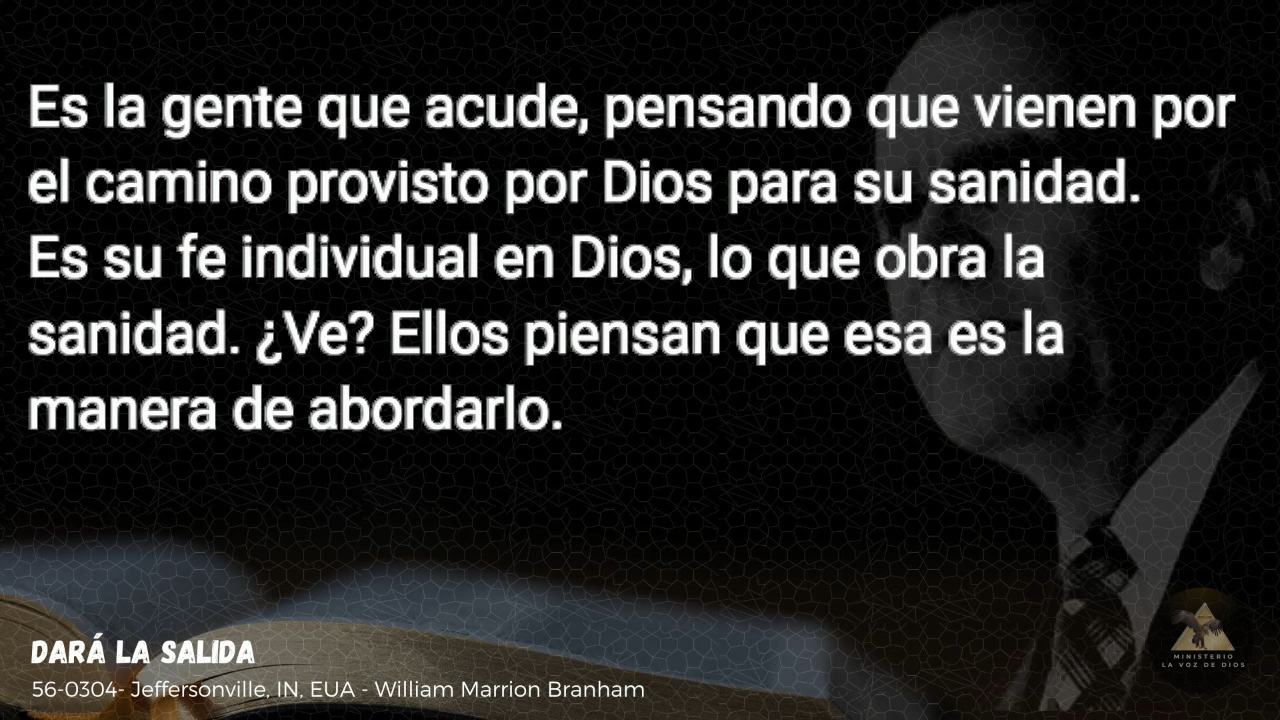 Es la gente que acude, pensando que vienen por
el camino provisto por Dios para su sanidad.
Es su fe individual en Dios, lo que obra la
sanidad. ¿Ve? Ellos piensan que esa es la
manera de abordarlo.
DARÁ LA SALIDA
56-0304- Jeffersonville, IN, EUA - William Marrion Branham
MINISTERIO
LA VOZ DE DIOS